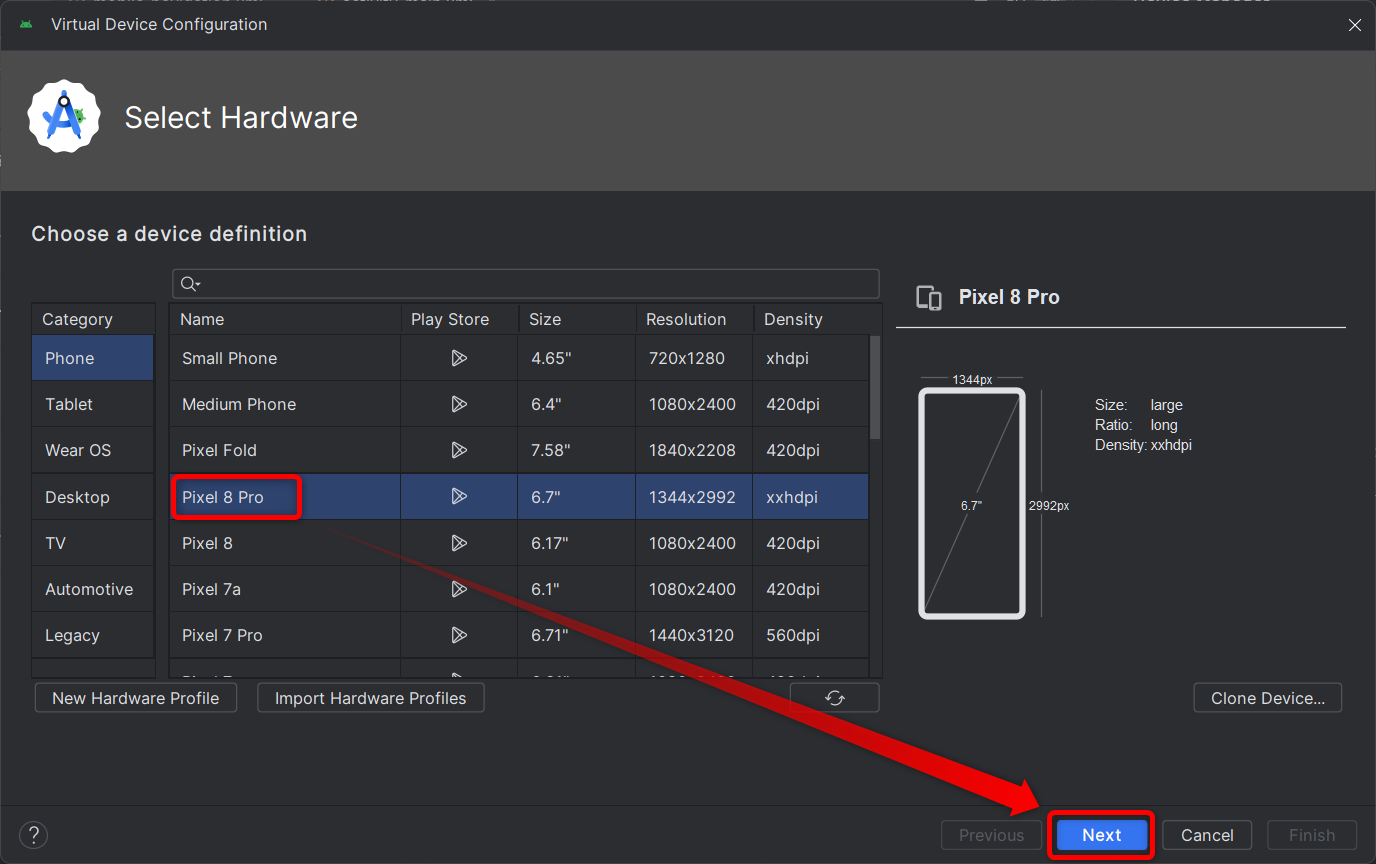 Virtual Device Configuration
Select Hardware
Choose a device definition
Category
Phone
Tablet
Wear OS
Desktop
TV
Automotive
Legacy
Name Play Store Size Resolution Density
Small Phone 4.65" 720x1280 xhdpi
Medium Phone 6.4" 1080x2400 420dpi
Pixel Fold 7.58" 1840x2208 420dpi
Pixel 8 Pro 6.7" 1344x2992 xxhdpi
Pixel 8 6.17" 1080x2400 420dpi
Pixel 7a 6.1" 1080x2400 420dpi
Pixel 7 Pro 6.71" 1440x3120 560dpi
Pixel 8 Pro
1344px
6.7"
2992px
Size: large
Ratio: long
Density: xxhdpi
New Hardware Profile Import Hardware Profiles Clone Device...
? Previous Next Cancel Finish